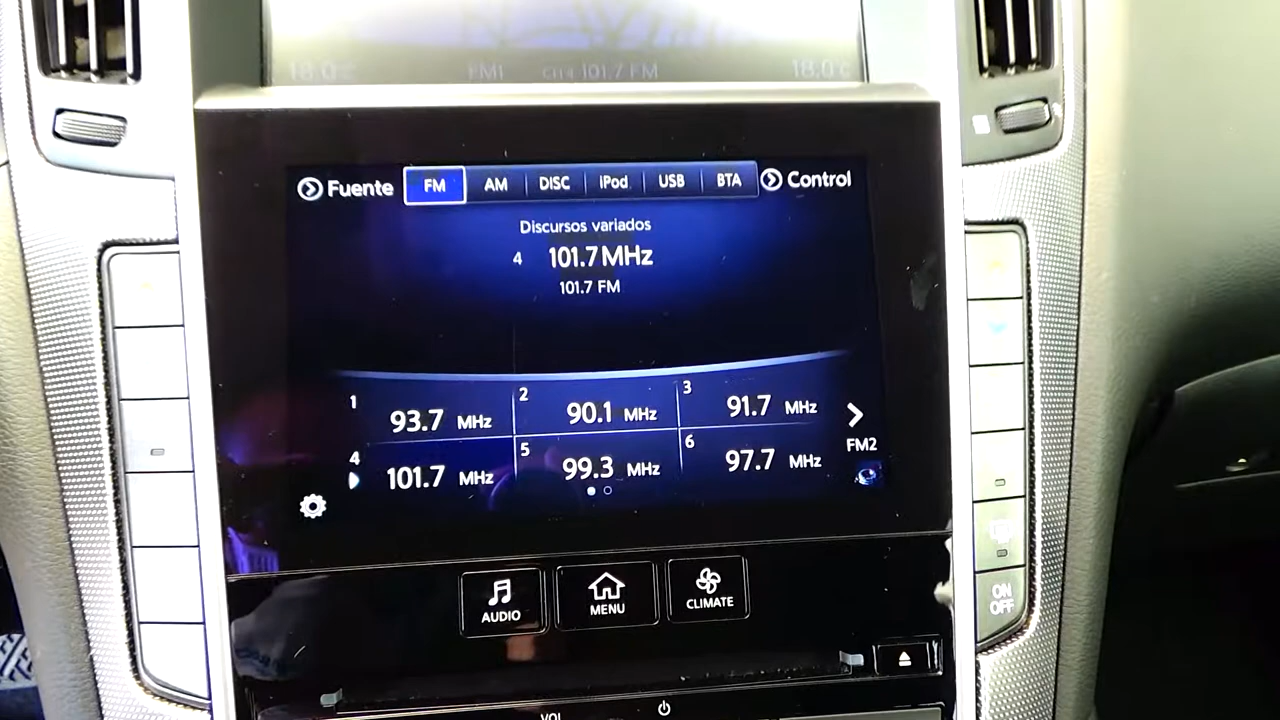 18.0°C FM1 CH4 101.7 FM 18.0°C
Fuente FM AM DISC iPod USB BTA Control
Discursos variados
4 101.7 MHz
101.7 FM
1 93.7 MHz 2 90.1 MHz 3 91.7 MHz
4 101.7 MHz 5 99.3 MHz 6 97.7 MHz
FM2
AUDIO MENU CLIMATE
ON
OFF
VOL